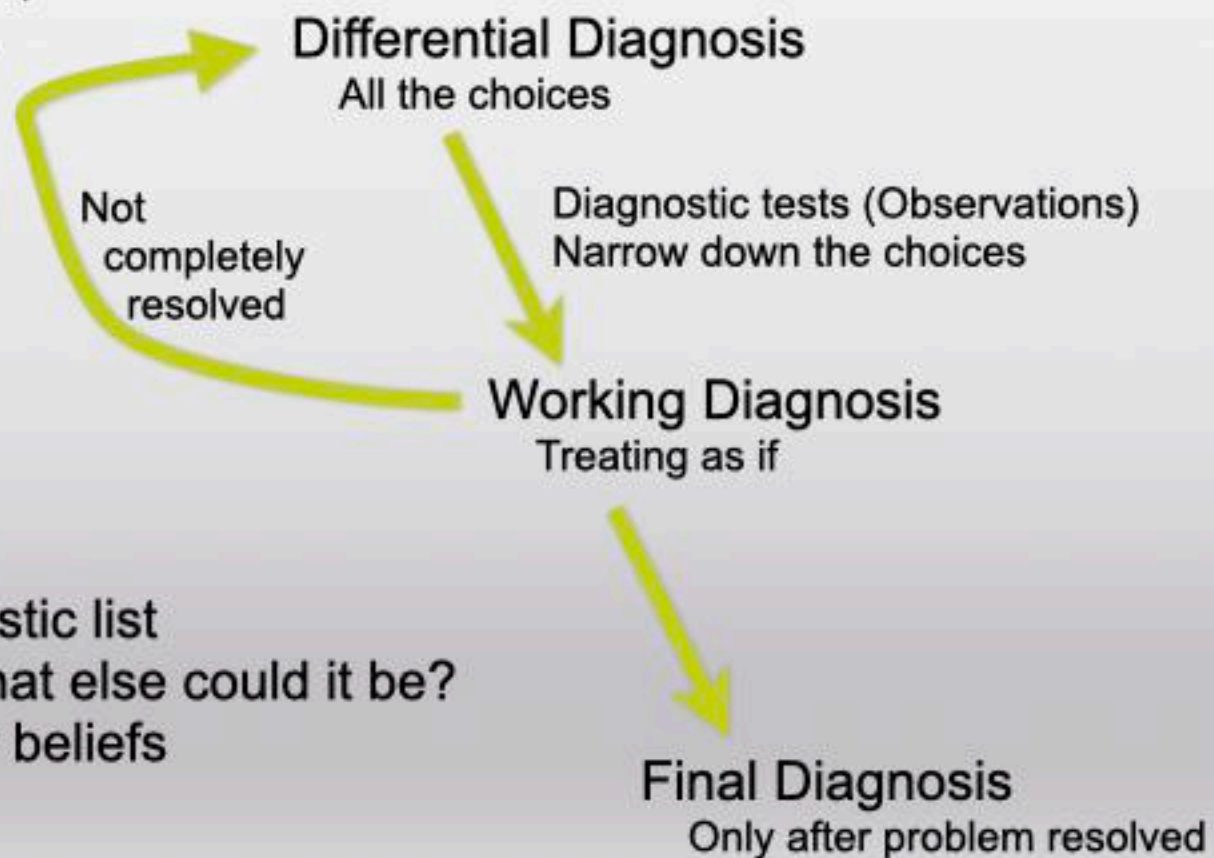 Differential Diagnosis
All the choices
Not
completely
resolved
Diagnostic tests (Observations)
Narrow down the choices
Working Diagnosis
Treating as if
stic list
at else could it be?
beliefs
Final Diagnosis
Only after problem resolved